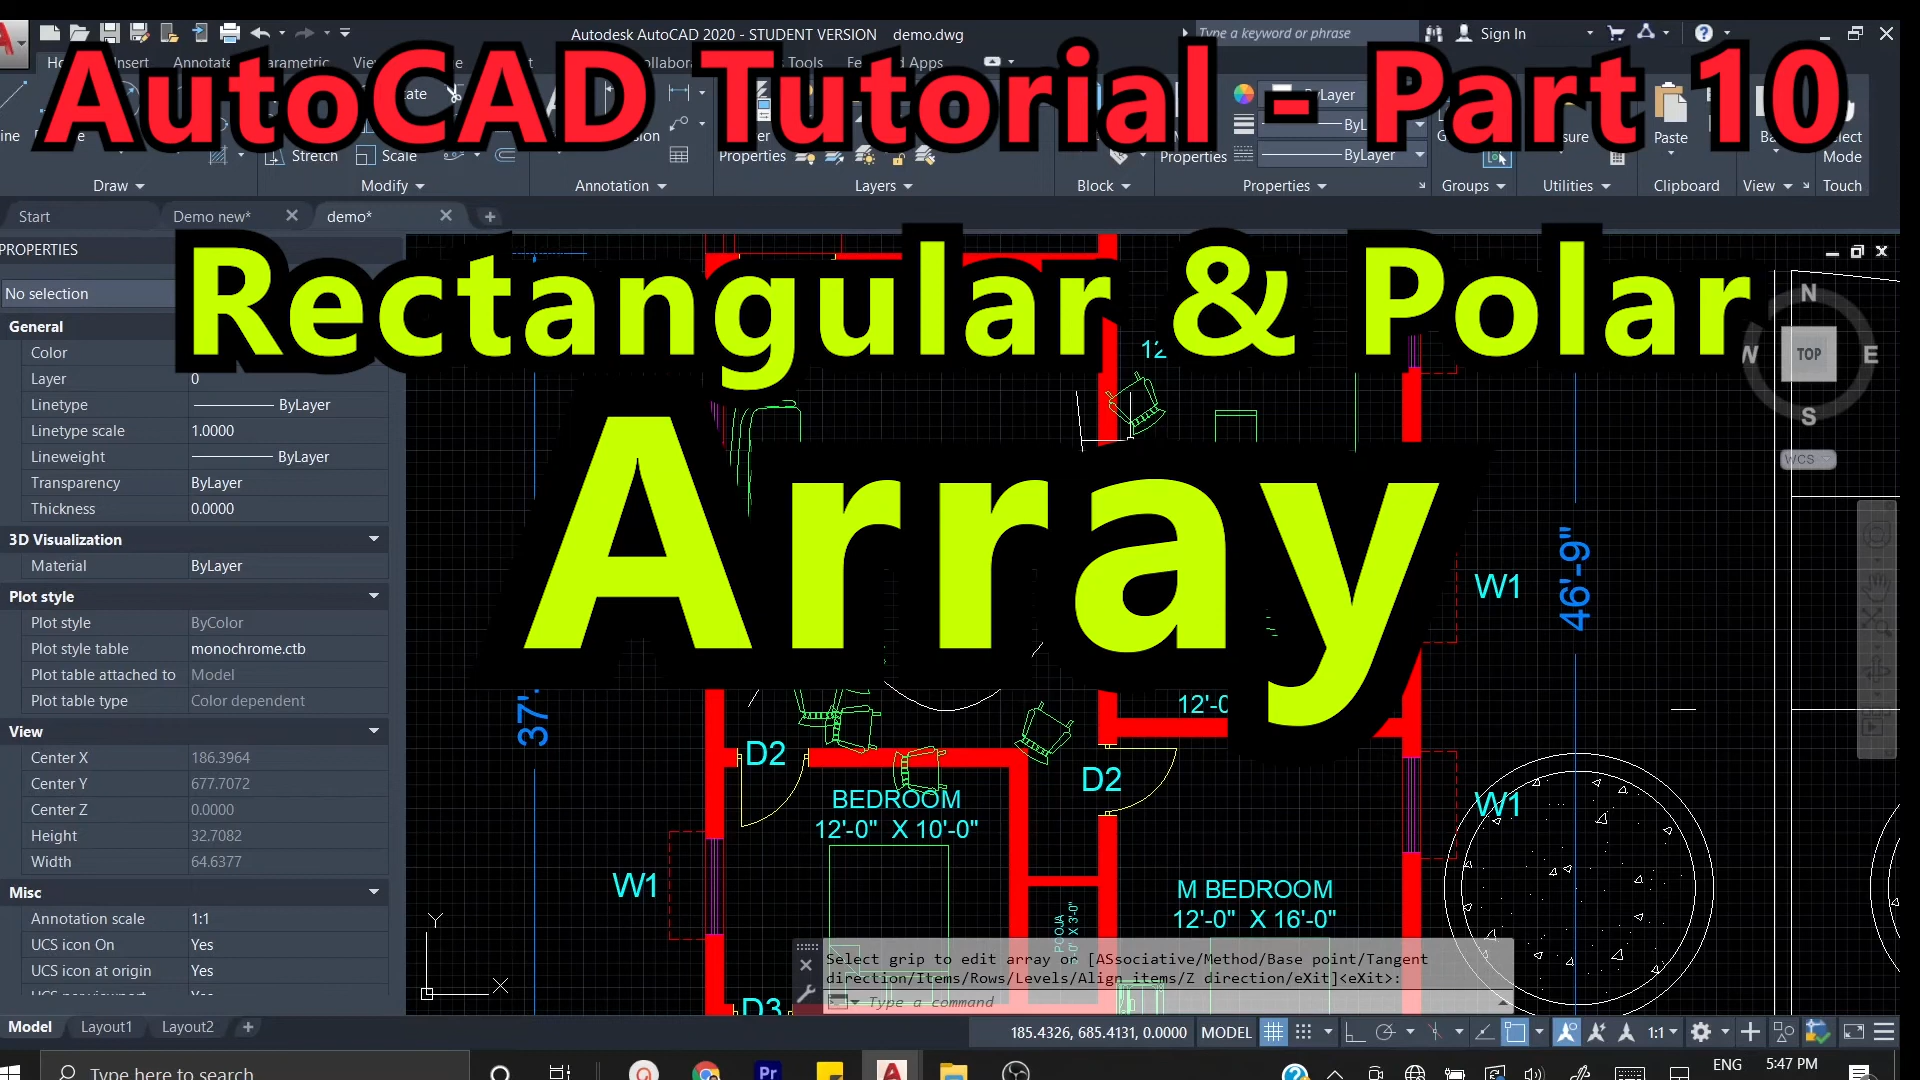 Autodesk AutoCAD 2020 - STUDENT VERSION demo.dwg
Type a keyword or phrase
Sign In
AutoCAD Tutorial - Part 10
Stretch
Scale
Properties
Properties
ByLayer
Paste
Mode
Draw
Modify
Annotation
Layers
Block
Properties
Groups
Utilities
Clipboard
View
Touch
Start
Demo new*
demo*
PROPERTIES
Rectangular & Polar
No selection
General
Color
Layer 0
Linetype ByLayer
Linetype scale 1.0000
Lineweight ByLayer
Transparency ByLayer
Thickness 0.0000
3D Visualization
Material ByLayer
Plot style
Plot style ByColor
Plot style table monochrome.ctb
Plot table attached to Model
Plot table type Color dependent
View
Center X 186.3964
Center Y 677.7072
Center Z 0.0000
Height 32.7082
Width 64.6377
Misc
Annotation scale 1:1
UCS icon On Yes
UCS icon at origin Yes
N
W TOP E
S
WCS
Array
W1
46'-9"
D2
D2
BEDROOM
12'-0" X 10'-0"
W1
W1
M BEDROOM
12'-0" X 16'-0"
POOJA
D3
Y
X
Select grip to edit array or [ASsociative/Method/Base point/Tangent
direction/Items/Rows/Levels/Align items/Z direction/eXit]<eXit>:
Type a command
Model Layout1 Layout2
185.4326, 685.4131, 0.0000 MODEL
1:1
Type here to search
Pr
ENG
5:47 PM